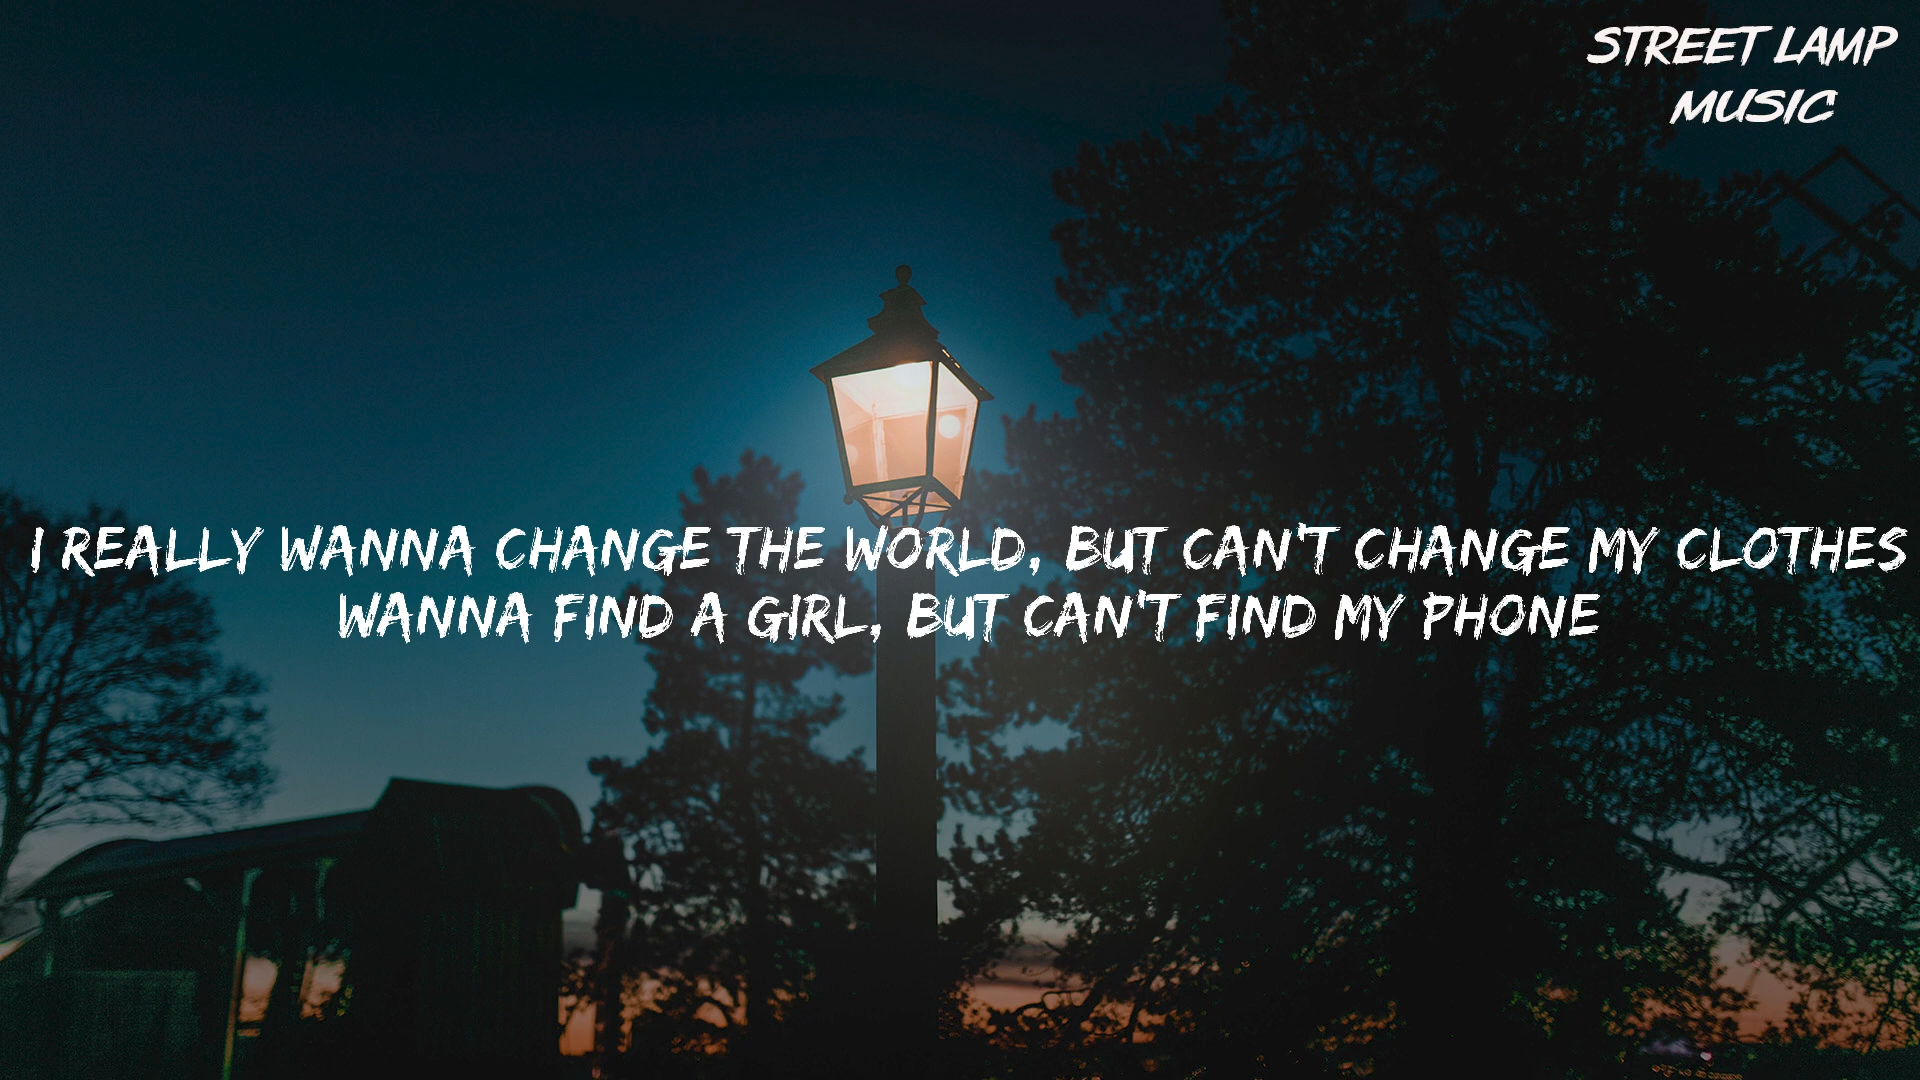 STREET LAMP
MUSIC
I REALLY WANNA CHANGE THE WORLD, BUT CAN'T CHANGE MY CLOTHES
WANNA FIND A GIRL, BUT CAN'T FIND MY PHONE